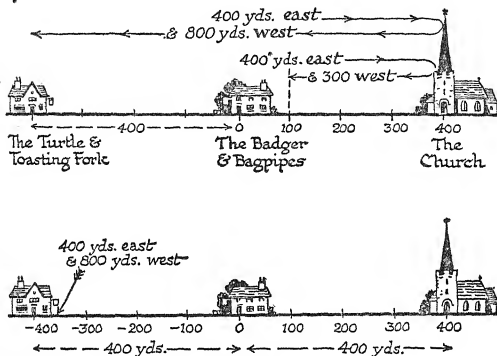 400 yds. east
& 800 yds. west
400 yds. east
& 300 west
400 0 100 200 300 400
The Turtle & Toasting Fork
The Badger & Bagpipes
The Church
400 yds. east
& 800 yds. west
-400 -300 -200 -100 0 100 200 300 400
400 yds. 400 yds.